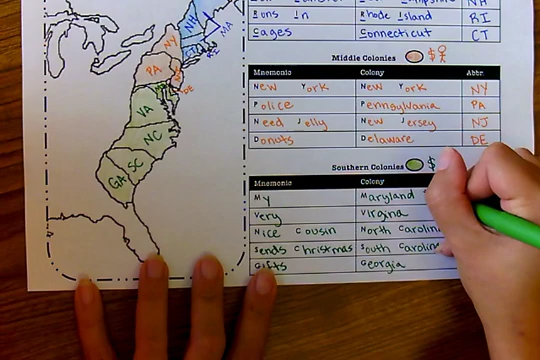 NH
MA
NY
CT
RI
PA
NJ
DE
MD
VA
NC
SC
GA
NH
Rons In Rhode Island RI
Cages Connecticut CT
Middle Colonies $
Mnemonic Colony Abbr.
New York New York NY
Police Pennsylvania PA
Need Jelly New Jersey NJ
Donuts Delaware DE
Southern Colonies $
Mnemonic Colony
My Maryland
Very Virgina
Nice Cousin North Carolina
Sends Christmas South Carolina
Gifts Georgia